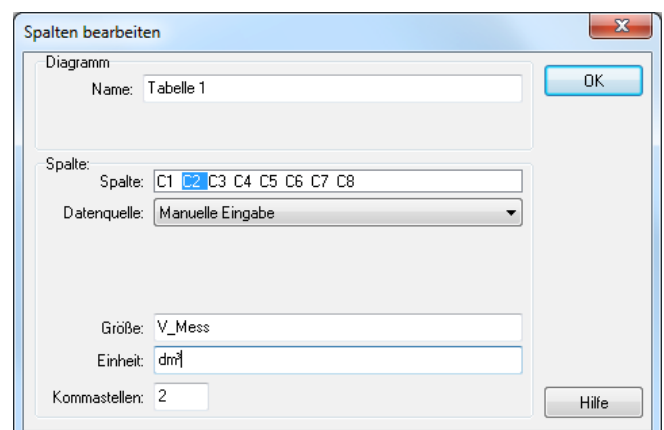 Spalten bearbeiten
Diagramm
Name: Tabelle 1
OK
Spalte:
Spalte: C1 C2 C3 C4 C5 C6 C7 C8
Datenquelle: Manuelle Eingabe
Größe: V_Mess
Einheit: dm³
Kommastellen: 2
Hilfe